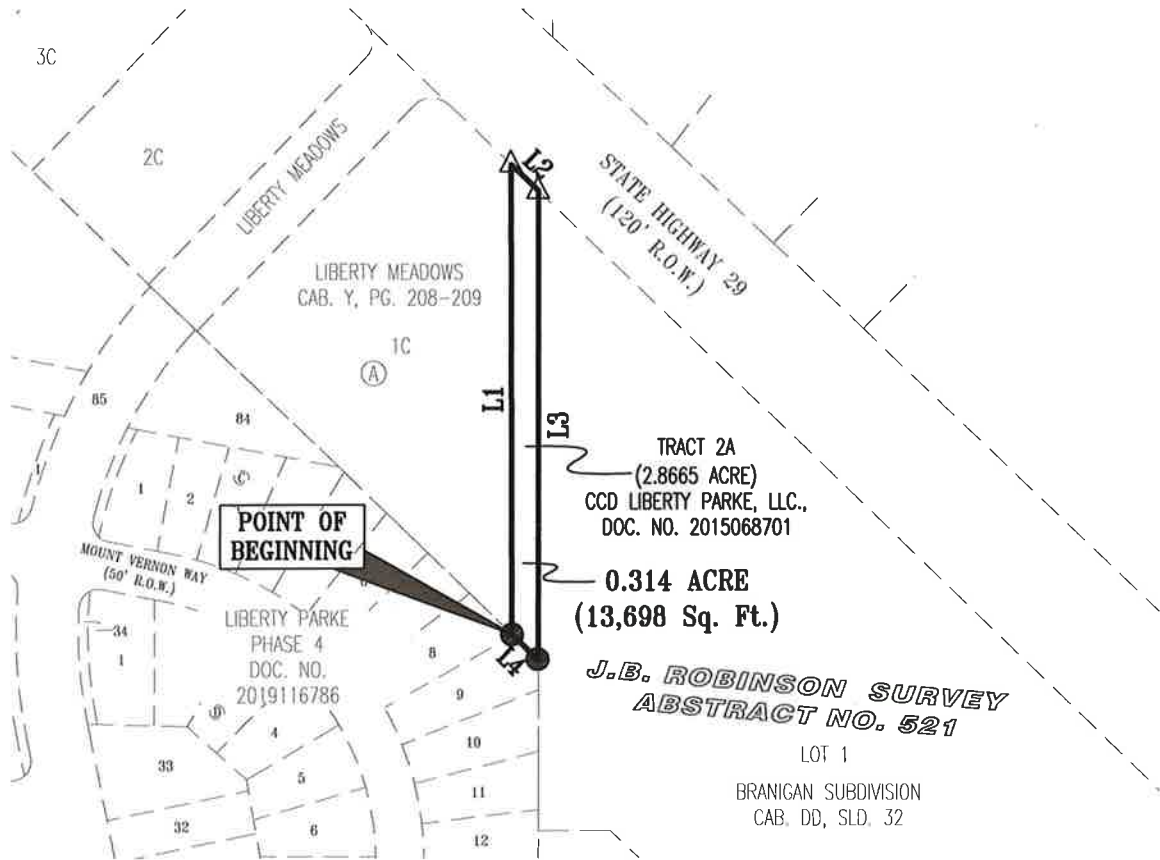 3C
2C
LIBERTY MEADOWS
L2
STATE HIGHWAY 29
(120' R.O.W.)
LIBERTY MEADOWS
CAB. Y, PG. 208-209
1C
A
L1
L3
85
84
1
1
2
C
TRACT 2A
(2.8665 ACRE)
CCD LIBERTY PARKE, LLC.,
DOC. NO. 2015068701
POINT OF
BEGINNING
MOUNT VERNON WAY
(50' R.O.W.)
0.314 ACRE
(13,698 Sq. Ft.)
LIBERTY PARKE
PHASE 4
DOC. NO.
2019116786
34
1
8
L4
9
J.B. ROBINSON SURVEY
ABSTRACT NO. 521
D
4
10
LOT 1
33
5
11
BRANIGAN SUBDIVISION
CAB. DD, SLD. 32
32
6
12